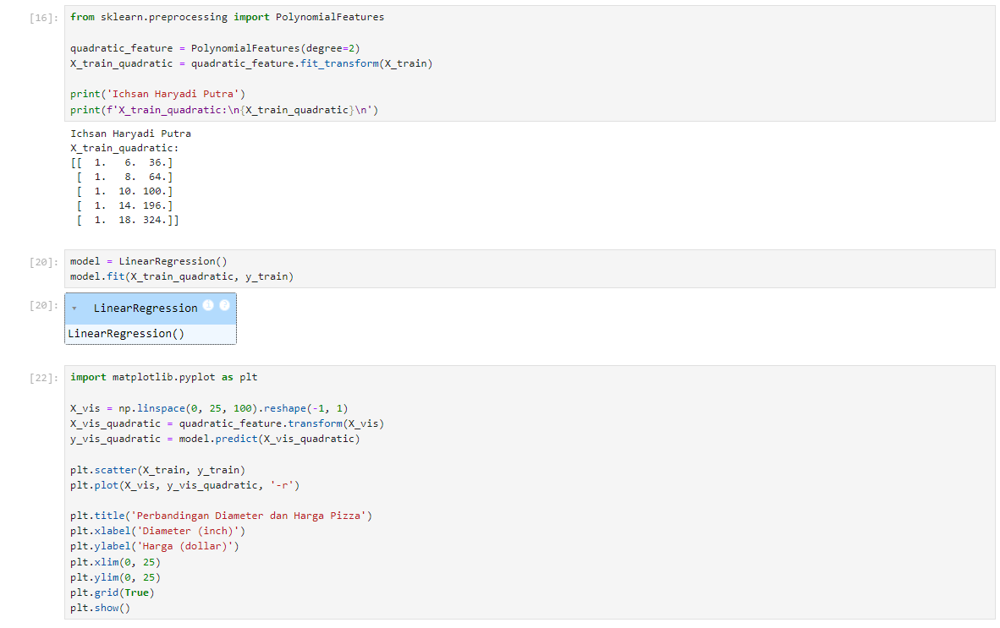 [16]: from sklearn.preprocessing import PolynomialFeatures
quadratic_feature = PolynomialFeatures(degree=2)
X_train_quadratic = quadratic_feature.fit_transform(X_train)
print('Ichsan Haryadi Putra')
print(f'X_train_quadratic:\n{X_train_quadratic}\n')
Ichsan Haryadi Putra
X_train_quadratic:
[[  1.   6.  36.]
 [  1.   8.  64.]
 [  1.  10. 100.]
 [  1.  14. 196.]
 [  1.  18. 324.]]
[20]: model = LinearRegression()
model.fit(X_train_quadratic, y_train)
[20]: ▾ LinearRegression i ?
LinearRegression()
[22]: import matplotlib.pyplot as plt
X_vis = np.linspace(0, 25, 100).reshape(-1, 1)
X_vis_quadratic = quadratic_feature.transform(X_vis)
y_vis_quadratic = model.predict(X_vis_quadratic)
plt.scatter(X_train, y_train)
plt.plot(X_vis, y_vis_quadratic, '-r')
plt.title('Perbandingan Diameter dan Harga Pizza')
plt.xlabel('Diameter (inch)')
plt.ylabel('Harga (dollar)')
plt.xlim(0, 25)
plt.ylim(0, 25)
plt.grid(True)
plt.show()